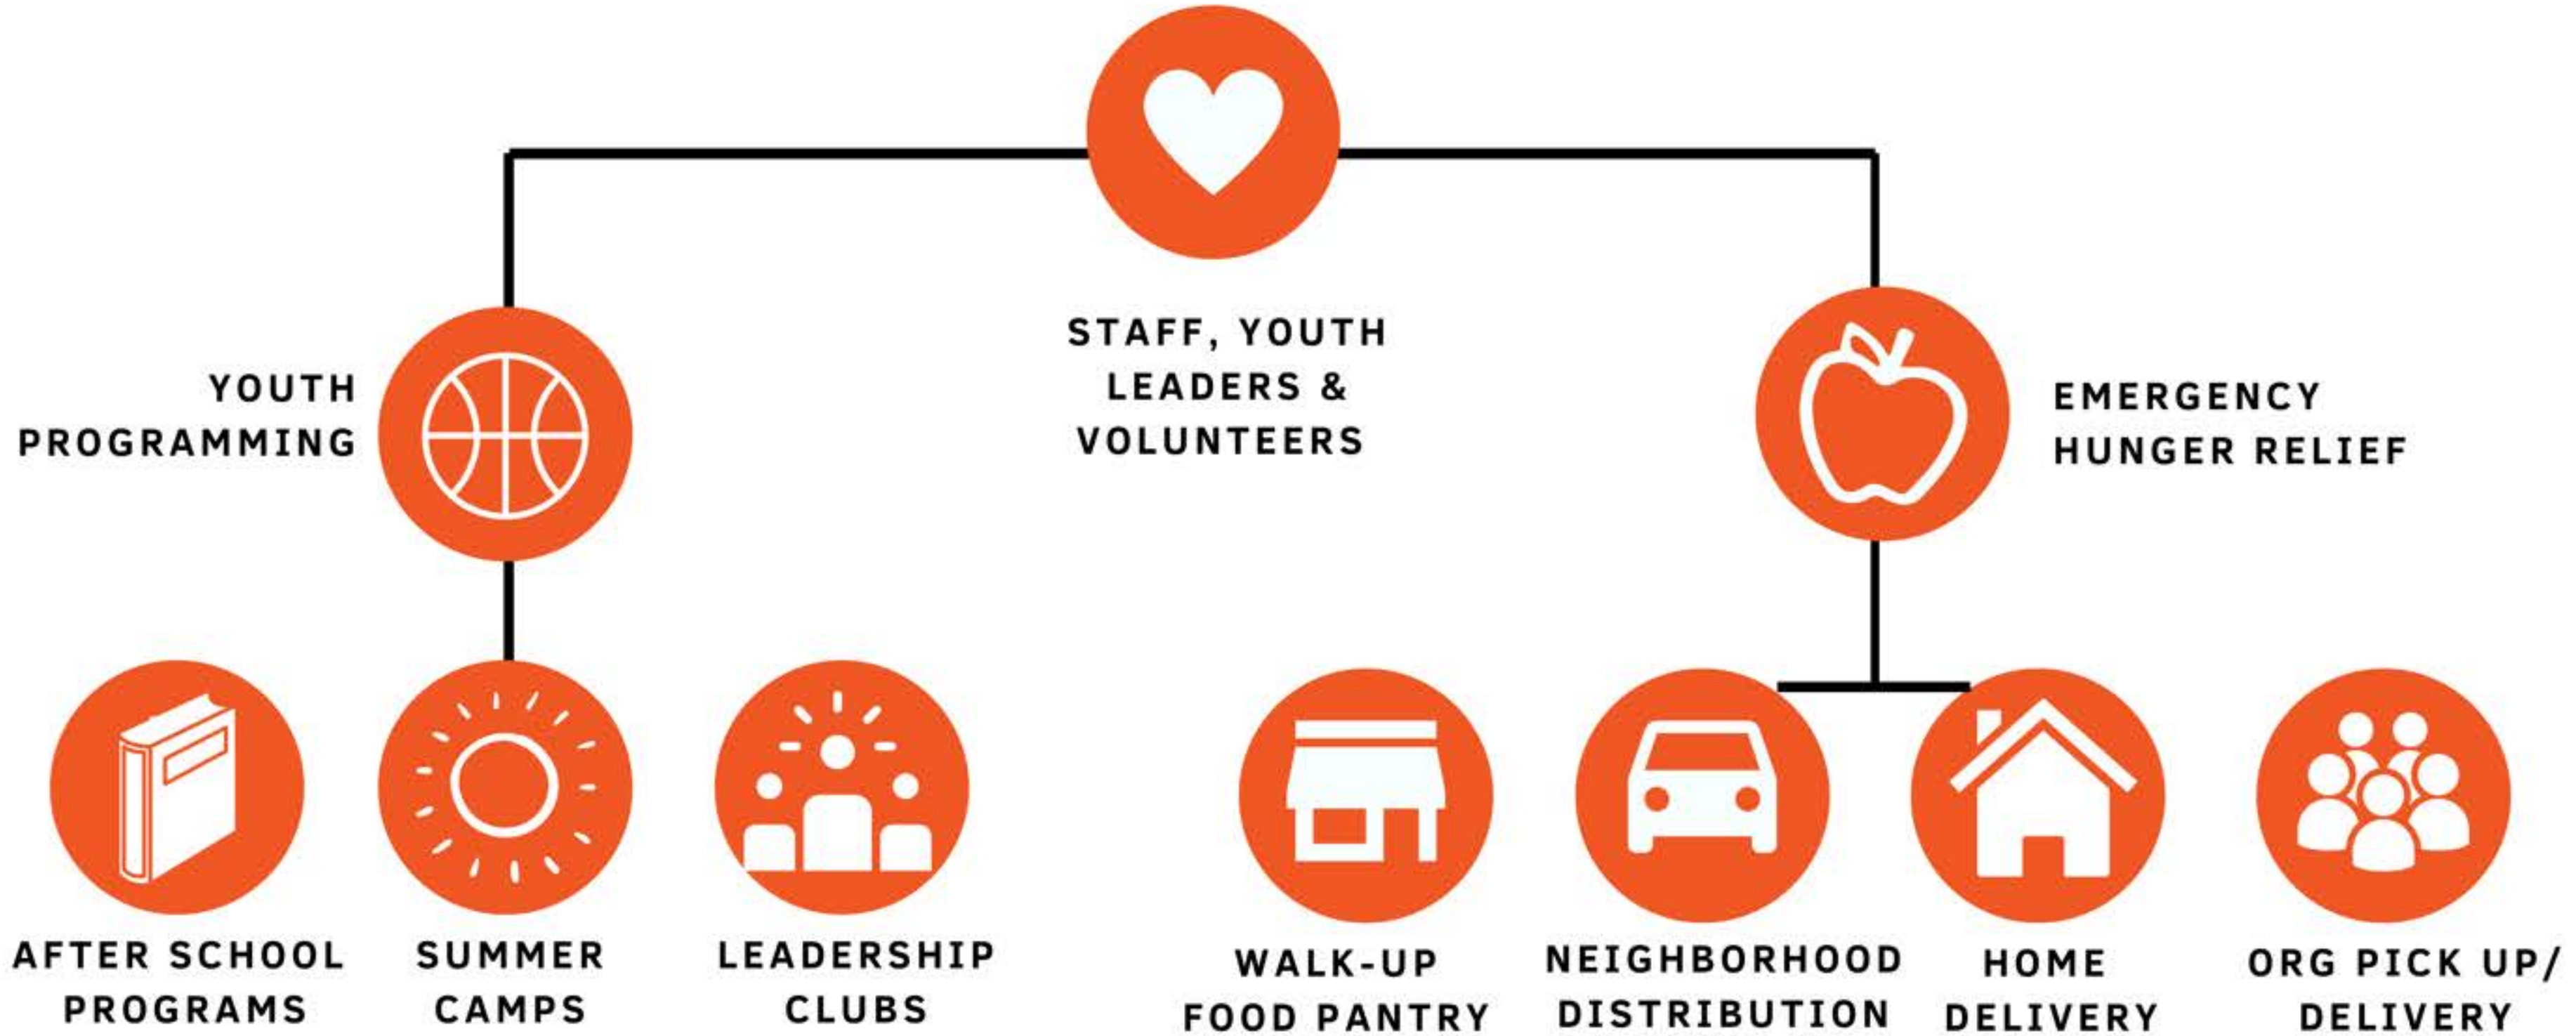 STAFF, YOUTH
LEADERS &
VOLUNTEERS
YOUTH
PROGRAMMING
EMERGENCY
HUNGER RELIEF
AFTER SCHOOL
PROGRAMS
SUMMER
CAMPS
LEADERSHIP
CLUBS
WALK-UP
FOOD PANTRY
NEIGHBORHOOD
DISTRIBUTION
HOME
DELIVERY
ORG PICK UP/
DELIVERY